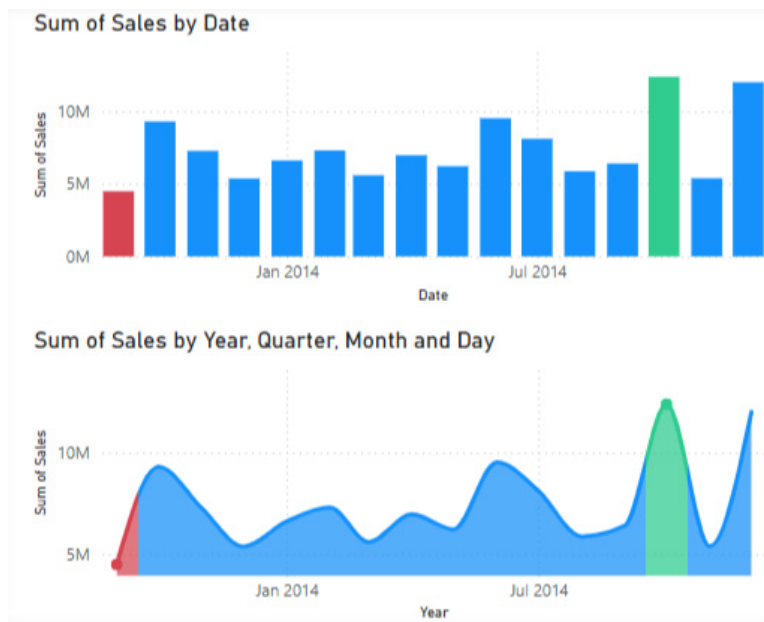 Sum of Sales by Date
Sum of Sales
10M
5M
0M
Jan 2014
Jul 2014
Date
Sum of Sales by Year, Quarter, Month and Day
Sum of Sales
10M
5M
Jan 2014
Jul 2014
Year